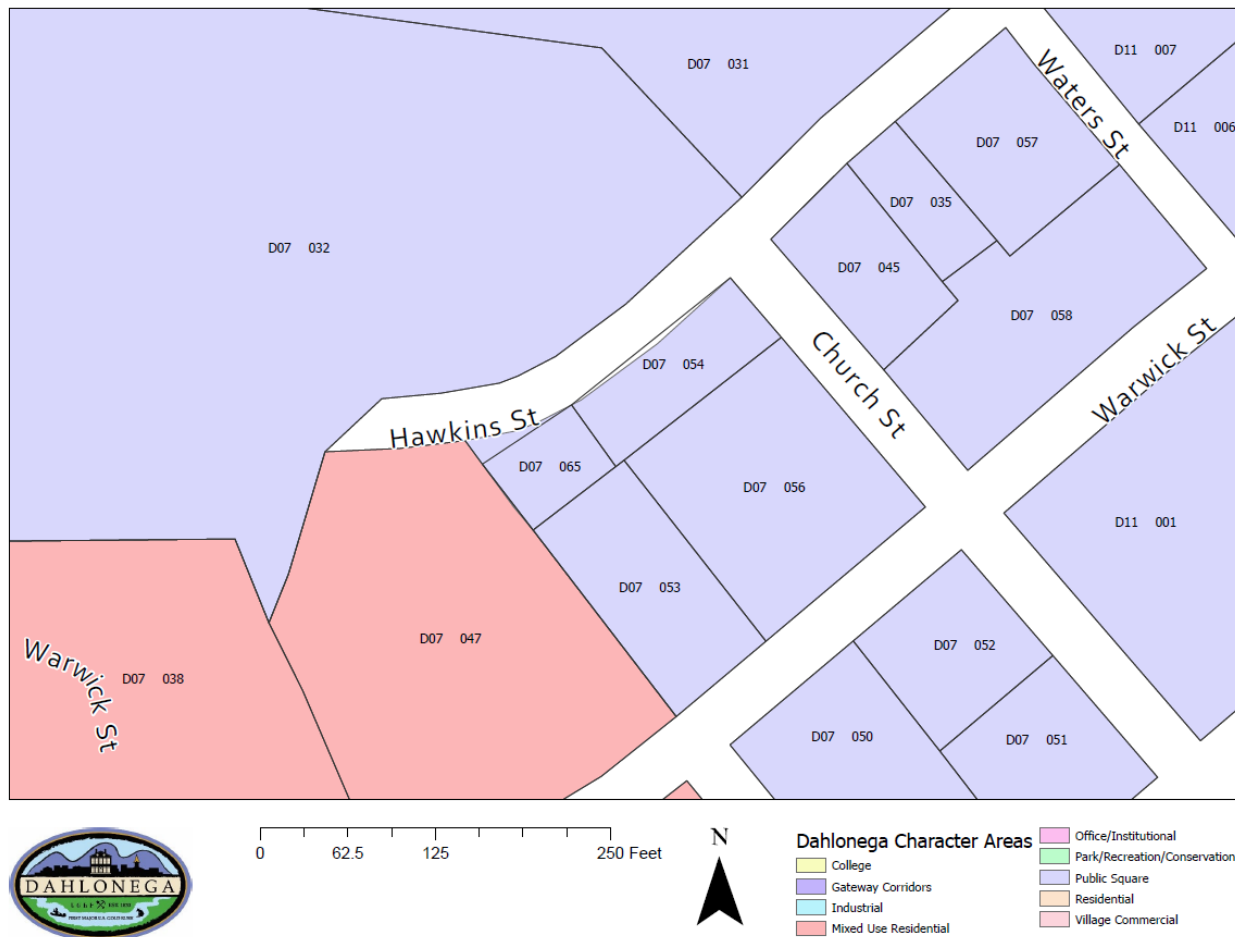 D11 007
D07 031
Waters St
D11 006
D07 057
D07 035
D07 032
D07 045
D07 058
Church St
Warwick St
D07 054
Hawkins St
D07 065
D07 056
D11 001
D07 053
D07 047
D07 052
Warwick St
D07 038
D07 050
D07 051
DAHLONEGA
0 62.5 125 250 Feet
N
Dahlonega Character Areas
College
Gateway Corridors
Industrial
Mixed Use Residential
Office/Institutional
Park/Recreation/Conservation
Public Square
Residential
Village Commercial